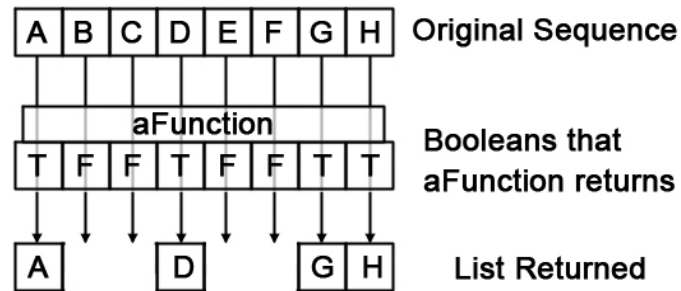 A B C D E F G H Original Sequence
aFunction
T F F T F F T T Booleans that
aFunction returns
A D G H List Returned